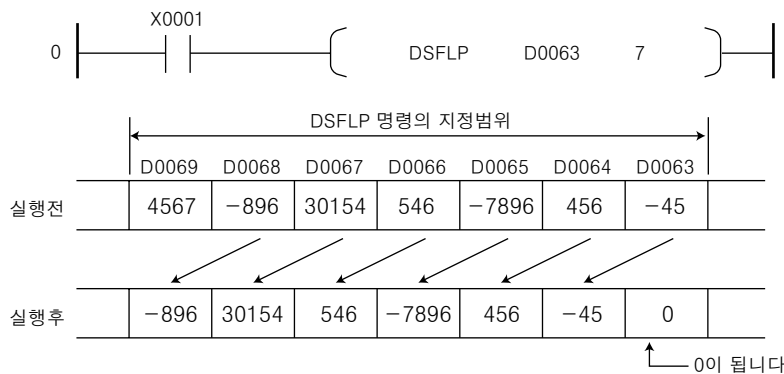 X0001
0 DSFLP D0063 7
DSFLP 명령의 지정범위
D0069 D0068 D0067 D0066 D0065 D0064 D0063
실행전 4567 −896 30154 546 −7896 456 −45
실행후 −896 30154 546 −7896 456 −45 0
0이 됩니다